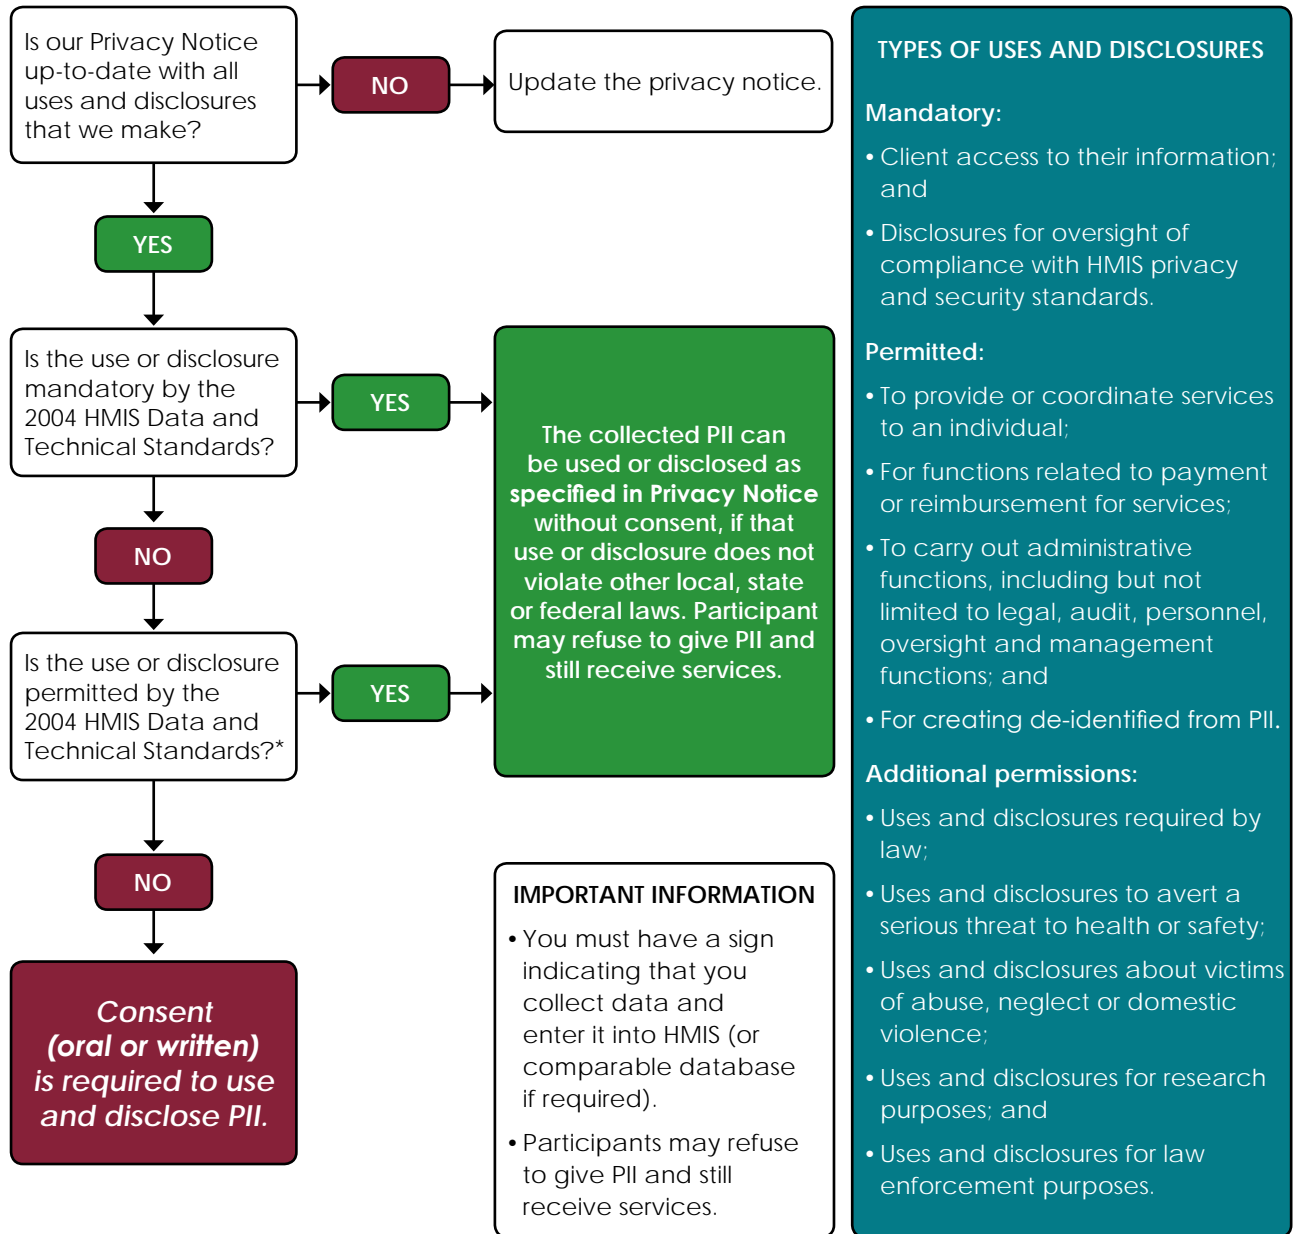 Is our Privacy Notice
up-to-date with all
uses and disclosures
that we make?
NO
Update the privacy notice.
YES
Is the use or disclosure
mandatory by the
2004 HMIS Data and
Technical Standards?
YES
NO
Is the use or disclosure
permitted by the
2004 HMIS Data and
Technical Standards?*
YES
The collected PII can
be used or disclosed as
specified in Privacy Notice
without consent, if that
use or disclosure does not
violate other local, state
or federal laws. Participant
may refuse to give PII and
still receive services.
NO
Consent
(oral or written)
is required to use
and disclose PII.
IMPORTANT INFORMATION
• You must have a sign
indicating that you
collect data and
enter it into HMIS (or
comparable database
if required).
• Participants may refuse
to give PII and still
receive services.
TYPES OF USES AND DISCLOSURES
Mandatory:
• Client access to their information;
and
• Disclosures for oversight of
compliance with HMIS privacy
and security standards.
Permitted:
• To provide or coordinate services
to an individual;
• For functions related to payment
or reimbursement for services;
• To carry out administrative
functions, including but not
limited to legal, audit, personnel,
oversight and management
functions; and
• For creating de-identified from PII.
Additional permissions:
• Uses and disclosures required by
law;
• Uses and disclosures to avert a
serious threat to health or safety;
• Uses and disclosures about victims
of abuse, neglect or domestic
violence;
• Uses and disclosures for research
purposes; and
• Uses and disclosures for law
enforcement purposes.